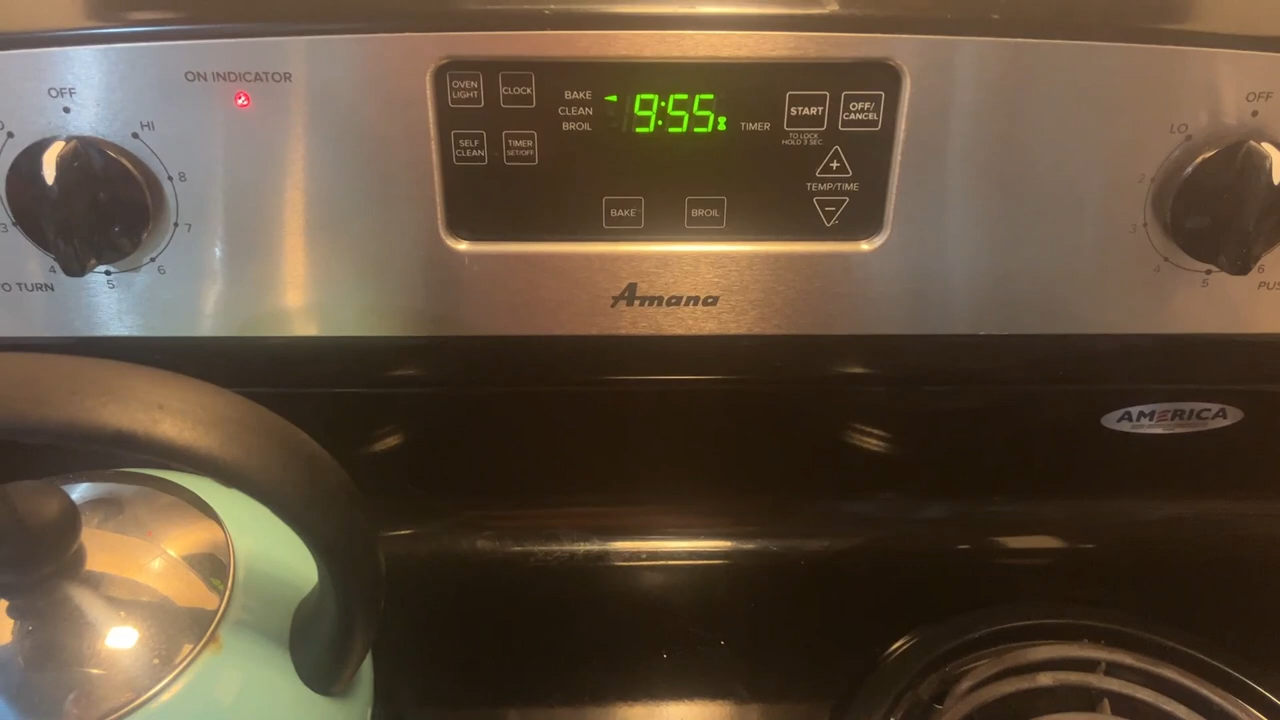 ON INDICATOR
OFF
HI
8
7
6
5
4
3
O TURN
OVEN
LIGHT
CLOCK
SELF
CLEAN
TIMER
SET/OFF
BAKE
CLEAN
BROIL
9:55
TIMER
START
OFF/
CANCEL
TO LOCK
HOLD 3 SEC.
+
TEMP/TIME
−
BAKE
BROIL
Amana
OFF
LO
2
3
4
5
6
PUS
AMERICA